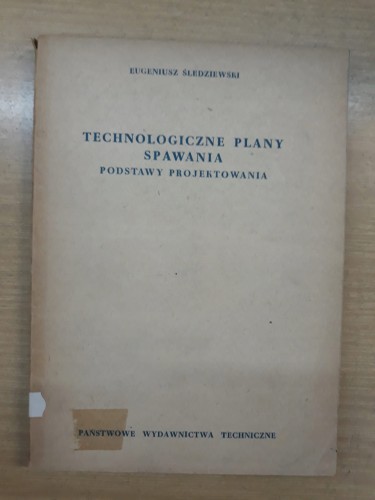 EUGENIUSZ ŚLEDZIEWSKI
TECHNOLOGICZNE PLANY
SPAWANIA
PODSTAWY PROJEKTOWANIA
PAŃSTWOWE WYDAWNICTWA TECHNICZNE